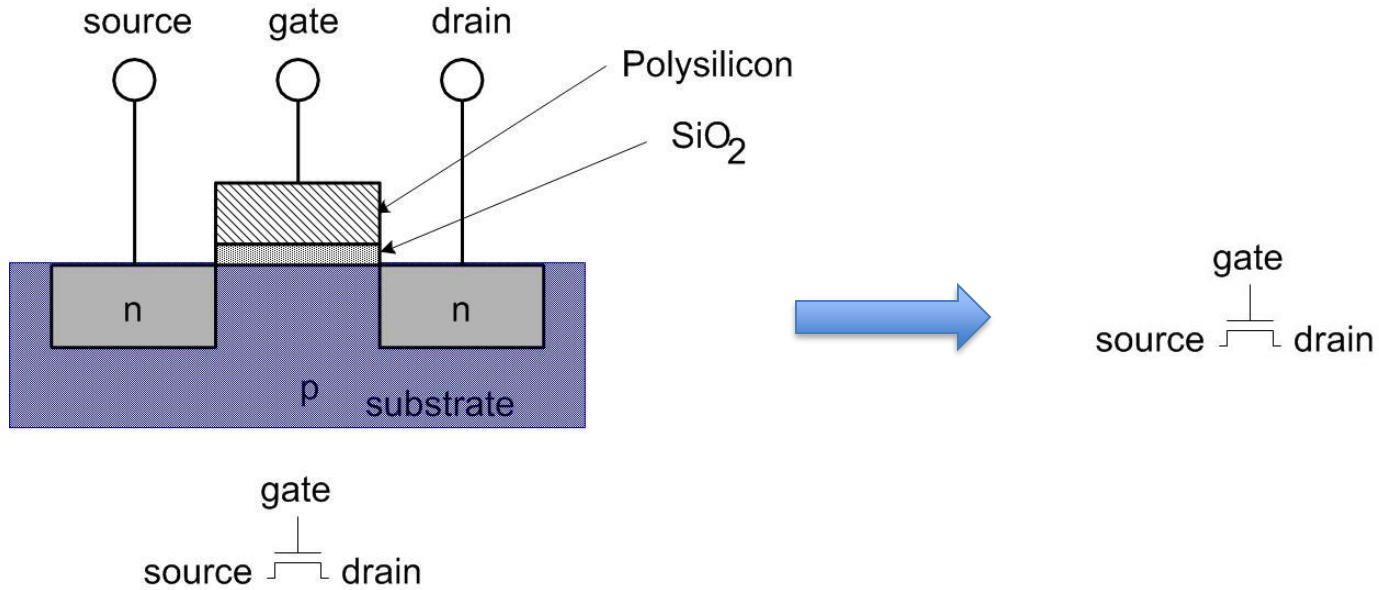 source gate drain
Polysilicon
SiO2
n n
p
substrate
gate
source drain
gate
source drain